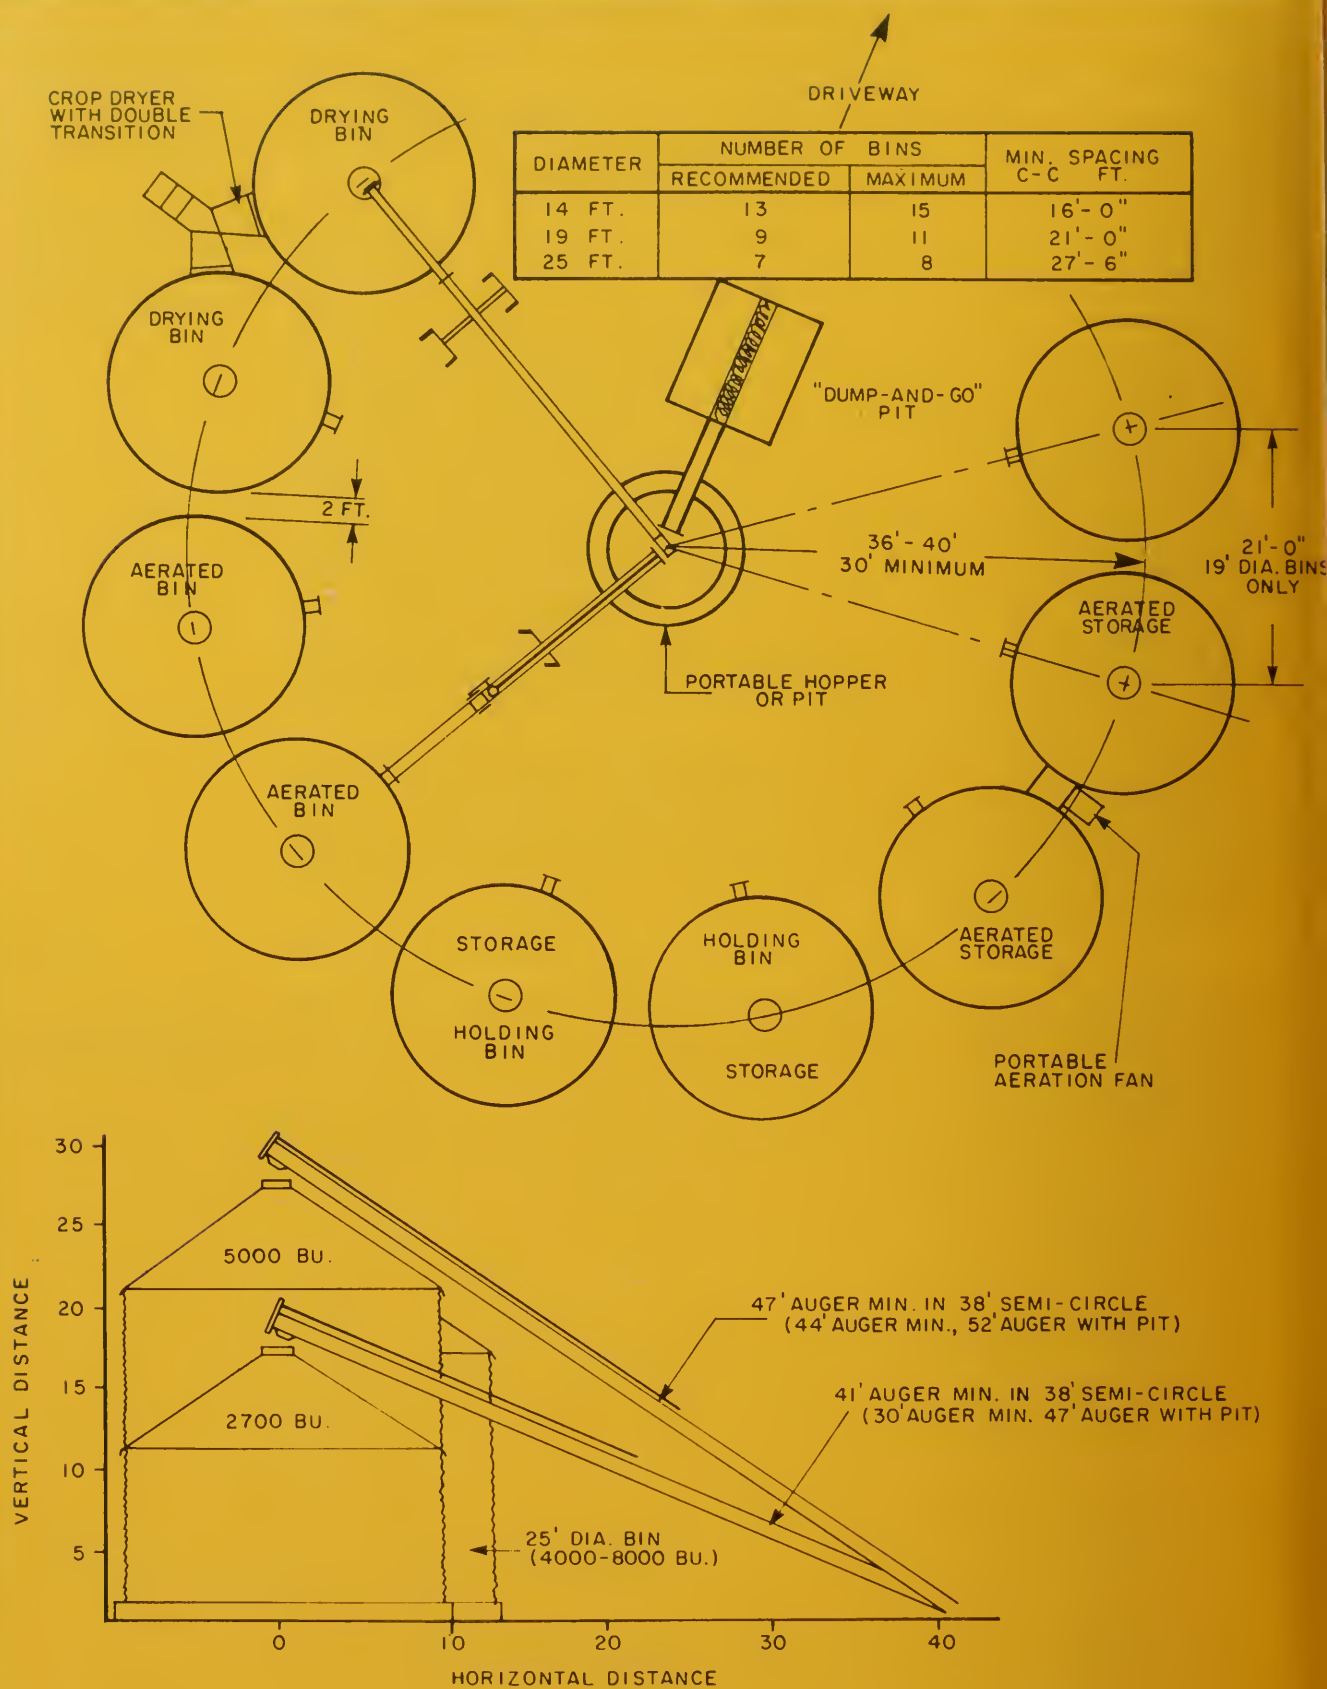 DRIVEWAY
CROP DRYER
WITH DOUBLE
TRANSITION
DRYING
BIN
DIAMETER
NUMBER OF BINS
MIN. SPACING
C-C FT.
RECOMMENDED
MAXIMUM
14 FT. 13 15 16'-0"
19 FT. 9 11 21'-0"
25 FT. 7 8 27'-6"
DRYING
BIN
"DUMP-AND-GO"
PIT
2 FT.
36'-40'
30' MINIMUM
21'-0"
19' DIA. BINS
ONLY
AERATED
BIN
AERATED
STORAGE
PORTABLE HOPPER
OR PIT
AERATED
BIN
STORAGE
HOLDING
BIN
HOLDING
BIN
STORAGE
AERATED
STORAGE
PORTABLE
AERATION FAN
30
25
20
15
10
5
VERTICAL DISTANCE
5000 BU.
2700 BU.
47' AUGER MIN. IN 38' SEMI-CIRCLE
(44' AUGER MIN., 52' AUGER WITH PIT)
41' AUGER MIN. IN 38' SEMI-CIRCLE
(30' AUGER MIN. 47' AUGER WITH PIT)
25' DIA. BIN
(4000-8000 BU.)
0 10 20 30 40
HORIZONTAL DISTANCE